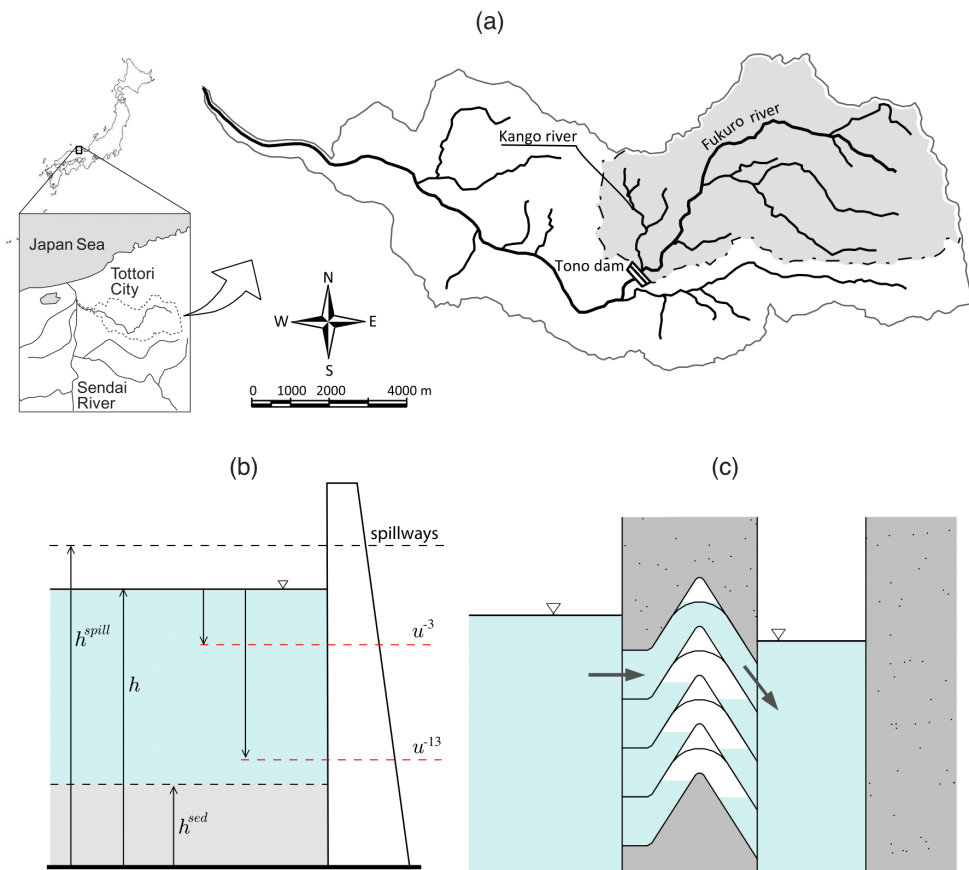 (a)
Kango river
Fukuro river
Tono dam
Japan Sea
Tottori
City
Sendai
River
N
W
E
S
0 1000 2000 4000 m
(b)
spillways
h^spill
h
u^-3
u^-13
h^sed
(c)